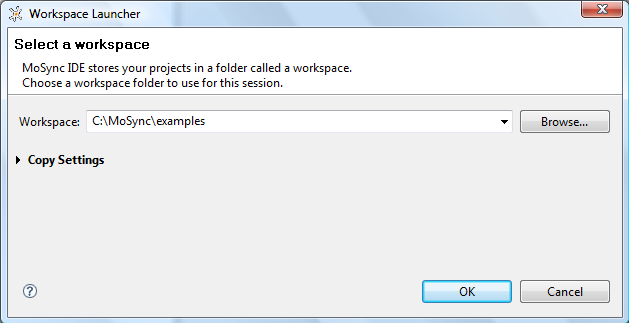 Workspace Launcher
Select a workspace
MoSync IDE stores your projects in a folder called a workspace.
Choose a workspace folder to use for this session.
Workspace: C:\MoSync\examples Browse...
Copy Settings
? OK Cancel